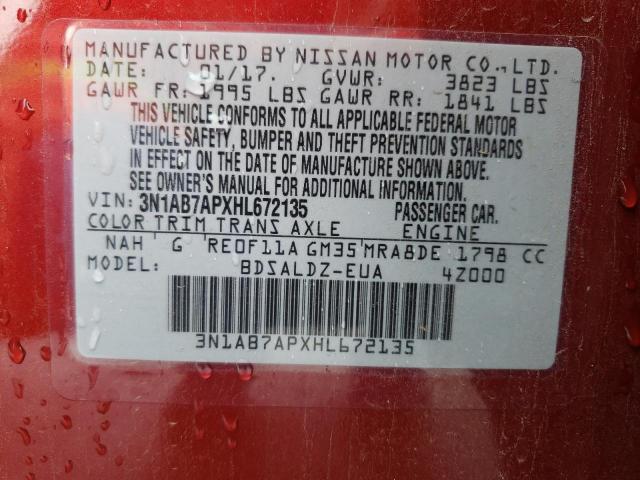 MANUFACTURED BY NISSAN MOTOR CO.,LTD.
DATE: 01/17. GVWR: 3823 LBS
GAWR FR: 1995 LBS GAWR RR: 1841 LBS
THIS VEHICLE CONFORMS TO ALL APPLICABLE FEDERAL MOTOR
VEHICLE SAFETY, BUMPER AND THEFT PREVENTION STANDARDS
IN EFFECT ON THE DATE OF MANUFACTURE SHOWN ABOVE.
SEE OWNER'S MANUAL FOR ADDITIONAL INFORMATION.
VIN: 3N1AB7APXHL672135 PASSENGER CAR.
COLOR TRIM TRANS AXLE ENGINE
NAH G RE0F11A GM35 MRA8DE 1798 CC
MODEL: BDSALDZ-EUA 4Z000
3N1AB7APXHL672135